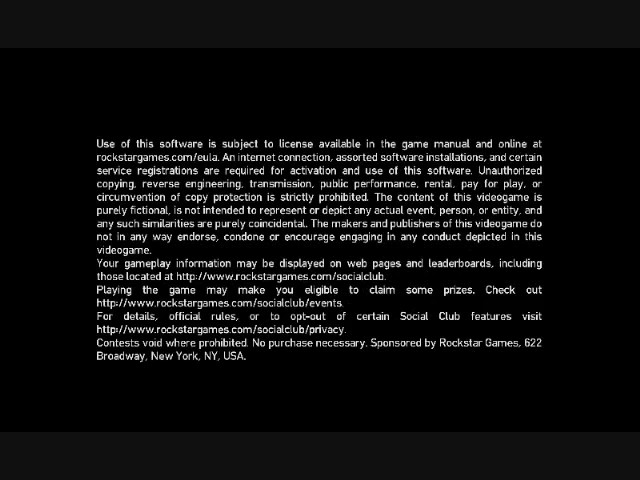 Use of this software is subject to license available in the game manual and online at
rockstargames.com/eula. An internet connection, assorted software installations, and certain
service registrations are required for activation and use of this software. Unauthorized
copying, reverse engineering, transmission, public performance, rental, pay for play, or
circumvention of copy protection is strictly prohibited. The content of this videogame is
purely fictional, is not intended to represent or depict any actual event, person, or entity, and
any such similarities are purely coincidental. The makers and publishers of this videogame do
not in any way endorse, condone or encourage engaging in any conduct depicted in this
videogame.
Your gameplay information may be displayed on web pages and leaderboards, including
those located at http://www.rockstargames.com/socialclub.
Playing the game may make you eligible to claim some prizes. Check out
http://www.rockstargames.com/socialclub/events.
For details, official rules, or to opt-out of certain Social Club features visit
http://www.rockstargames.com/socialclub/privacy.
Contests void where prohibited. No purchase necessary. Sponsored by Rockstar Games, 622
Broadway, New York, NY, USA.